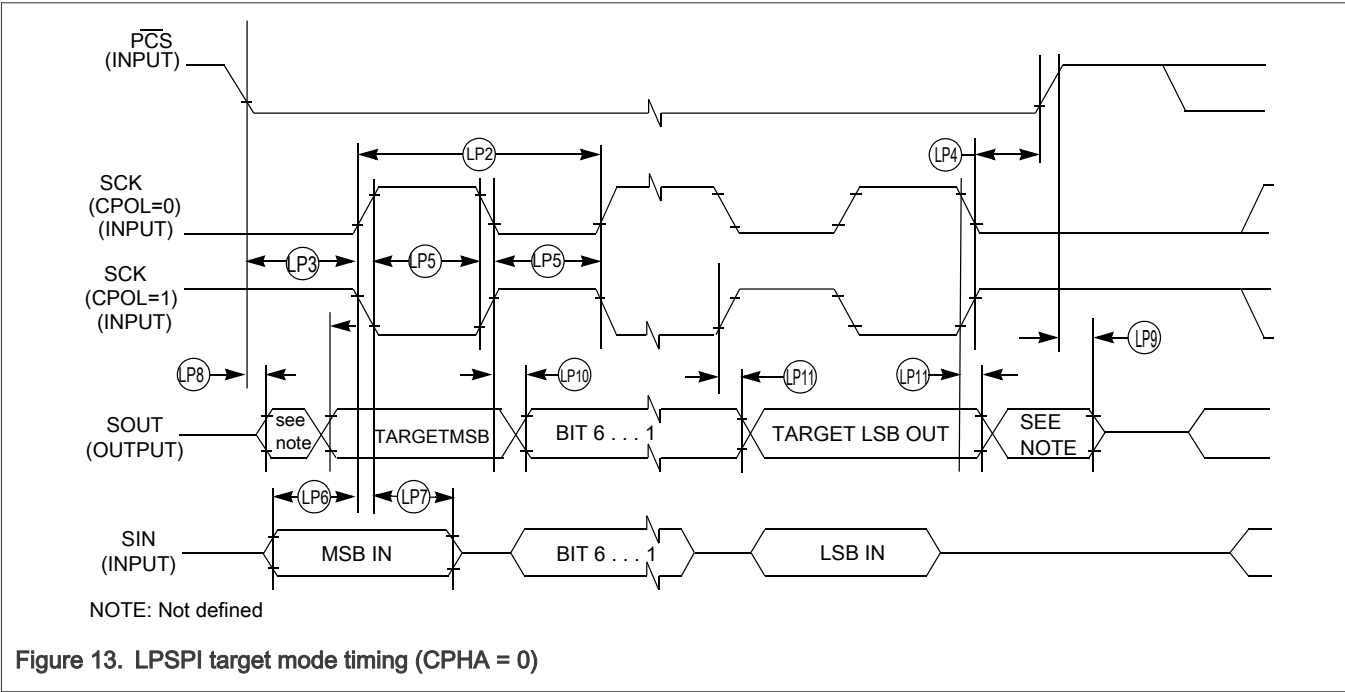 PCS
(INPUT)
LP2
LP4
SCK
(CPOL=0)
(INPUT)
LP3
LP5
LP5
SCK
(CPOL=1)
(INPUT)
LP9
LP8
LP10
LP11
LP11
SOUT
(OUTPUT)
see
note
TARGETMSB
BIT 6 . . . 1
TARGET LSB OUT
SEE
NOTE
LP6
LP7
SIN
(INPUT)
MSB IN
BIT 6 . . . 1
LSB IN
NOTE: Not defined
Figure 13. LPSPI target mode timing (CPHA = 0)